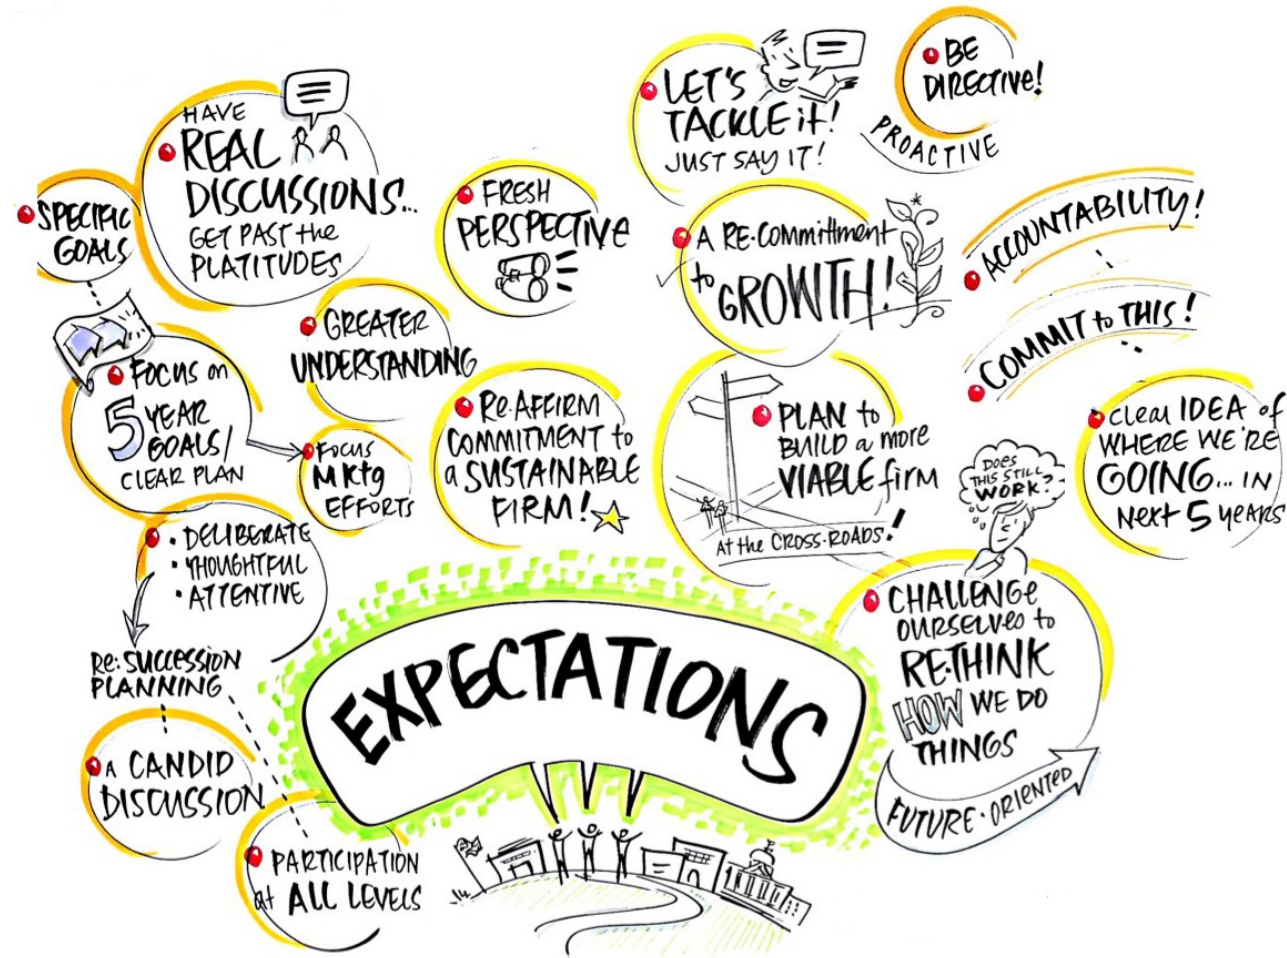 HAVE
REAL
DISCUSSIONS...
GET PAST the
PLATITUDES
SPECIFIC
GOALS
FOCUS on
5 YEAR
GOALS/
CLEAR PLAN
GREATER
UNDERSTANDING
FOCUS
MKtg
EFFORTS
• DELIBERATE
• THOUGHTFUL
• ATTENTIVE
Re: SUCCESSION
PLANNING
A CANDID
DISCUSSION
PARTICIPATION
at ALL LEVELS
FRESH
PERSPECTIVE
Re-AFFIRM
COMMITMENT to
a SUSTAINABLE
FIRM!
LET'S
TACKLE it!
JUST SAY IT!
BE
DIRECTIVE!
PROACTIVE
A RE-COMMITMENT
to GROWTH!
ACCOUNTABILITY!
COMMIT to THIS!
PLAN to
BUILD a more
VIABLE firm
At the CROSS-ROADS!
clear IDEA of
WHERE WE'RE
GOING... IN
Next 5 years
DOES
THIS STILL
WORK?
CHALLENGE
OURSELVES to
RE-THINK
HOW WE DO
THINGS
FUTURE-ORIENTED
EXPECTATIONS